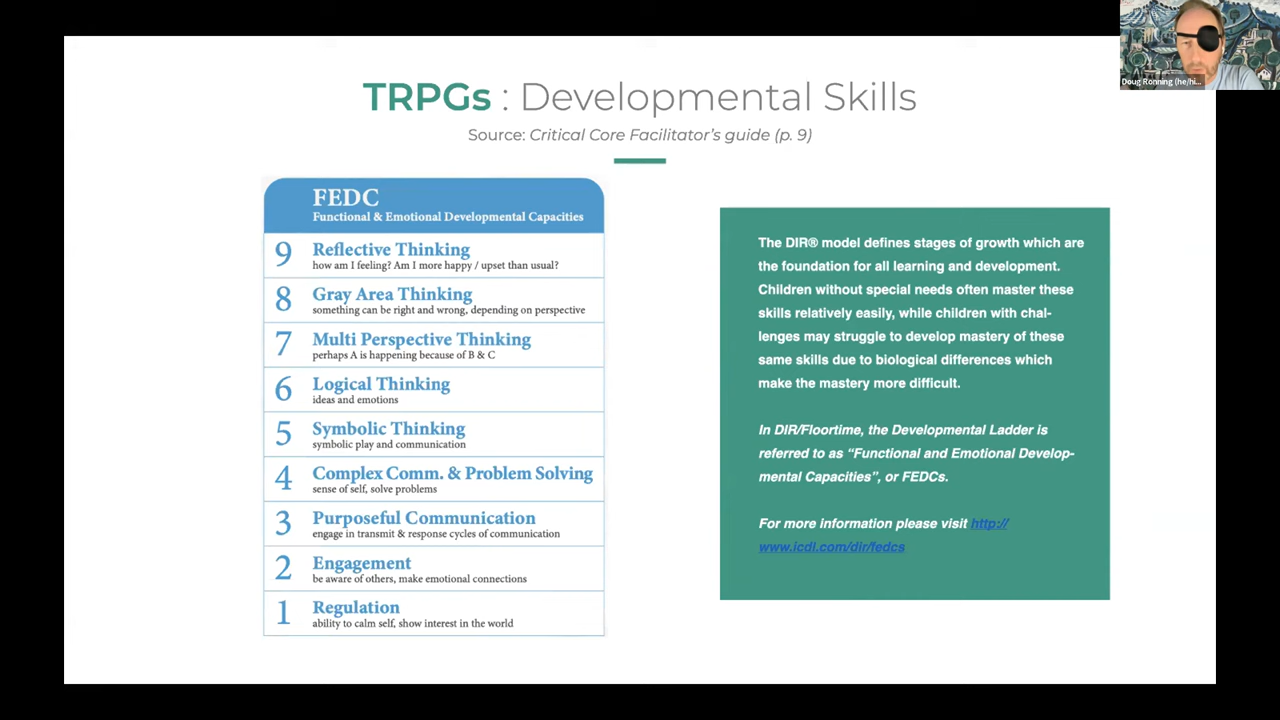 TRPGs : Developmental Skills
Source: Critical Core Facilitator's guide (p. 9)
FEDC
Functional & Emotional Developmental Capacities
9 Reflective Thinking
how am I feeling? Am I more happy / upset than usual?
8 Gray Area Thinking
something can be right and wrong, depending on perspective
7 Multi Perspective Thinking
perhaps A is happening because of B & C
6 Logical Thinking
ideas and emotions
5 Symbolic Thinking
symbolic play and communication
4 Complex Comm. & Problem Solving
sense of self, solve problems
3 Purposeful Communication
engage in transmit & response cycles of communication
2 Engagement
be aware of others, make emotional connections
1 Regulation
ability to calm self, show interest in the world
The DIR® model defines stages of growth which are
the foundation for all learning and development.
Children without special needs often master these
skills relatively easily, while children with chal-
lenges may struggle to develop mastery of these
same skills due to biological differences which
make the mastery more difficult.
In DIR/Floortime, the Developmental Ladder is
referred to as “Functional and Emotional Develop-
mental Capacities”, or FEDCs.
For more information please visit http://
www.icdl.com/dir/fedcs
Doug Ronning (he/hi...